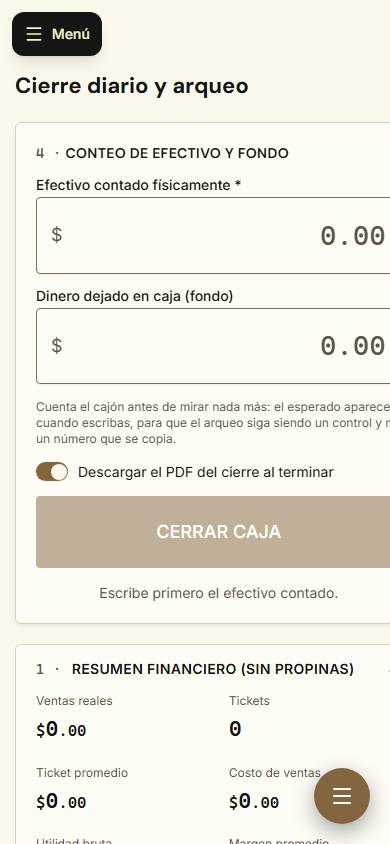 Menú
Cierre diario y arqueo
4 · CONTEO DE EFECTIVO Y FONDO
Efectivo contado físicamente *
$ 0.00
Dinero dejado en caja (fondo)
$ 0.00
Cuenta el cajón antes de mirar nada más: el esperado aparece
cuando escribas, para que el arqueo siga siendo un control y
un número que se copia.
Descargar el PDF del cierre al terminar
CERRAR CAJA
Escribe primero el efectivo contado.
1 · RESUMEN FINANCIERO (SIN PROPINAS)
Ventas reales Tickets
$0.00 0
Ticket promedio Costo de ventas
$0.00 $0.00
Utilidad bruta Margen promedio